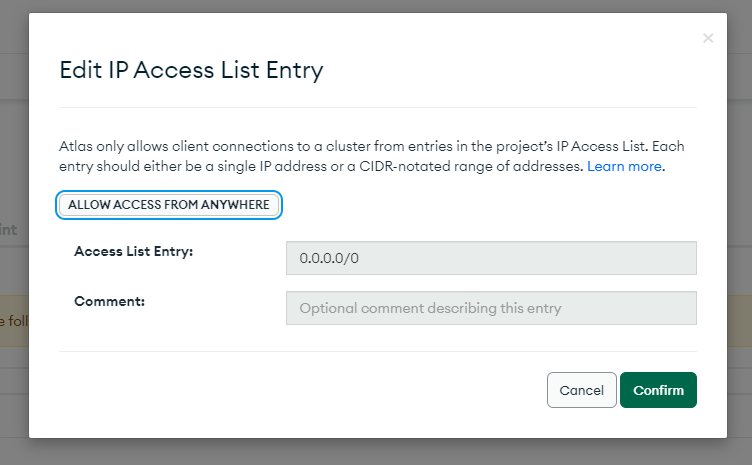 ×
Edit IP Access List Entry
Atlas only allows client connections to a cluster from entries in the project's IP Access List. Each
entry should either be a single IP address or a CIDR-notated range of addresses. Learn more.
ALLOW ACCESS FROM ANYWHERE
int
Access List Entry:
0.0.0.0/0
Comment:
Optional comment describing this entry
e foll
Cancel
Confirm